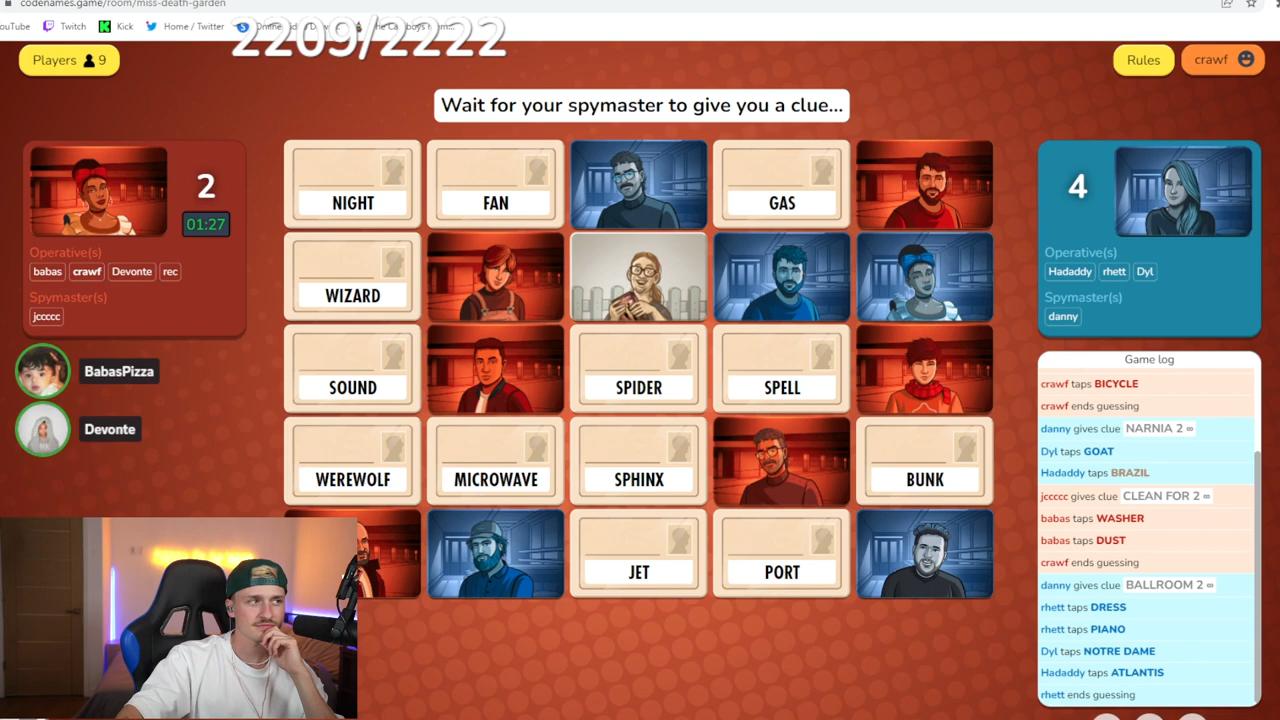 codenames.game/room/miss-death-garden
ouTube Twitch Kick Home / Twitter
2209/2222
Players 9
Rules
crawf
Wait for your spymaster to give you a clue...
2
01:27
Operative(s)
babas crawf Devonte rec
Spymaster(s)
jccccc
BabasPizza
Devonte
NIGHT
FAN
GAS
WIZARD
SOUND
SPIDER
SPELL
WEREWOLF
MICROWAVE
SPHINX
BUNK
JET
PORT
4
Operative(s)
Hadaddy rhett Dyl
Spymaster(s)
danny
Game log
crawf taps BICYCLE
crawf ends guessing
danny gives clue NARNIA 2 ∞
Dyl taps GOAT
Hadaddy taps BRAZIL
jccccc gives clue CLEAN FOR 2 ∞
babas taps WASHER
babas taps DUST
crawf ends guessing
danny gives clue BALLROOM 2 ∞
rhett taps DRESS
rhett taps PIANO
Dyl taps NOTRE DAME
Hadaddy taps ATLANTIS
rhett ends guessing